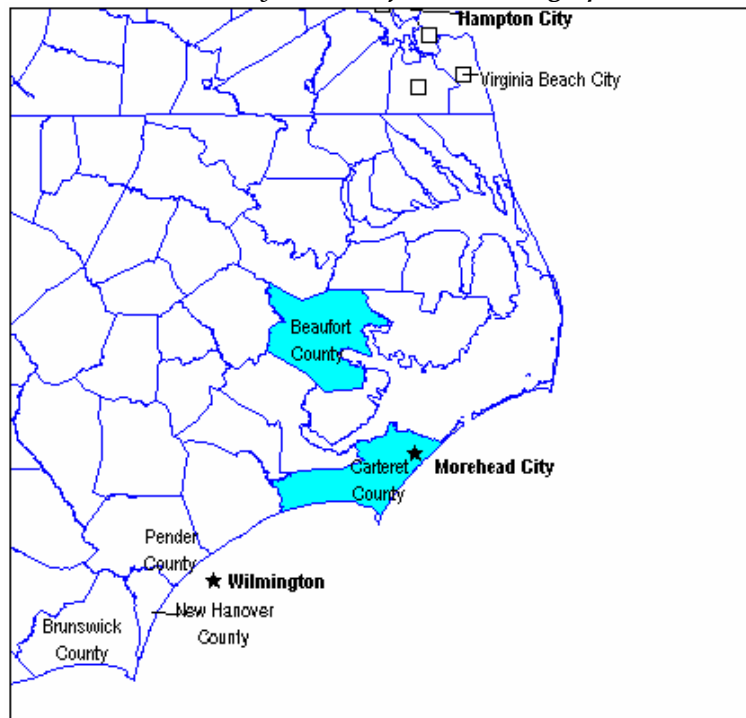 Hampton City
Virginia Beach City
Beaufort
County
Carteret
County
Morehead City
Pender
County
Wilmington
New Hanover
County
Brunswick
County